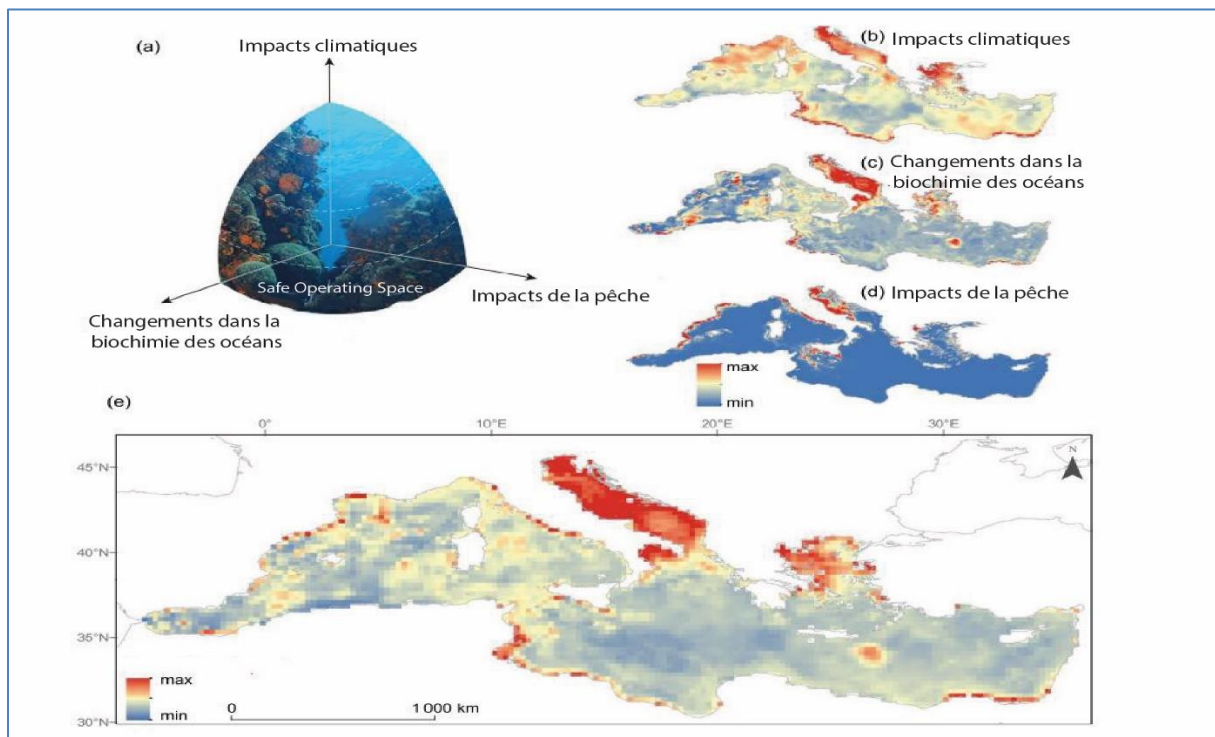 (a)
Impacts climatiques
Safe Operating Space
Impacts de la pêche
Changements dans la
biochimie des océans
(b) Impacts climatiques
(c) Changements dans la
biochimie des océans
(d) Impacts de la pêche
max
min
(e)
0° 10°E 20°E 30°E
N
45°N
40°N
35°N
30°N
max
min
0 1 000 km